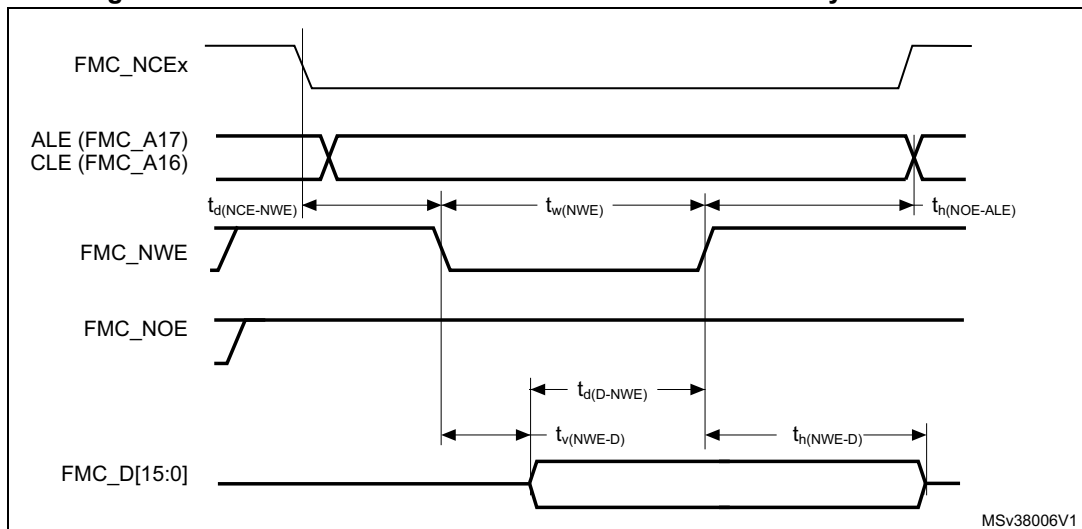 FMC_NCEx
ALE (FMC_A17)
CLE (FMC_A16)
td(NCE-NWE)
tw(NWE)
th(NOE-ALE)
FMC_NWE
FMC_NOE
td(D-NWE)
tv(NWE-D)
th(NWE-D)
FMC_D[15:0]
MSv38006V1